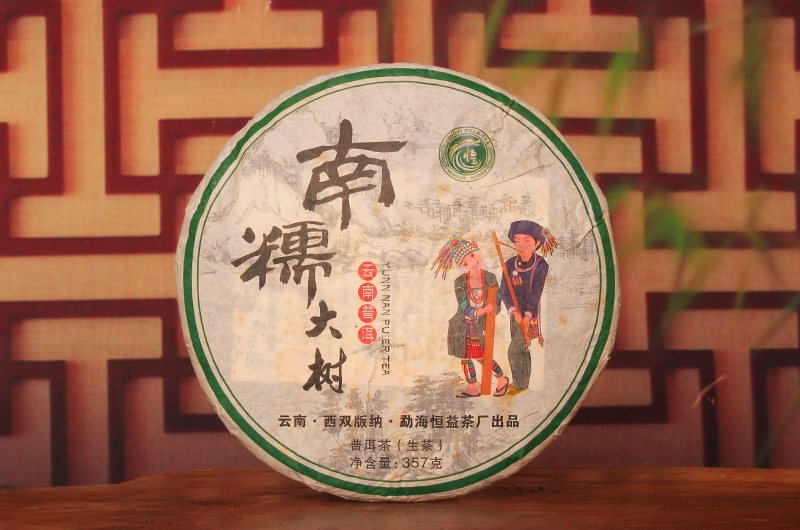 南糯大树
云南普洱
YUNN NAN PU ER TEA
云南·西双版纳·勐海恒益茶厂出品
普洱茶（生茶）
净含量:357克